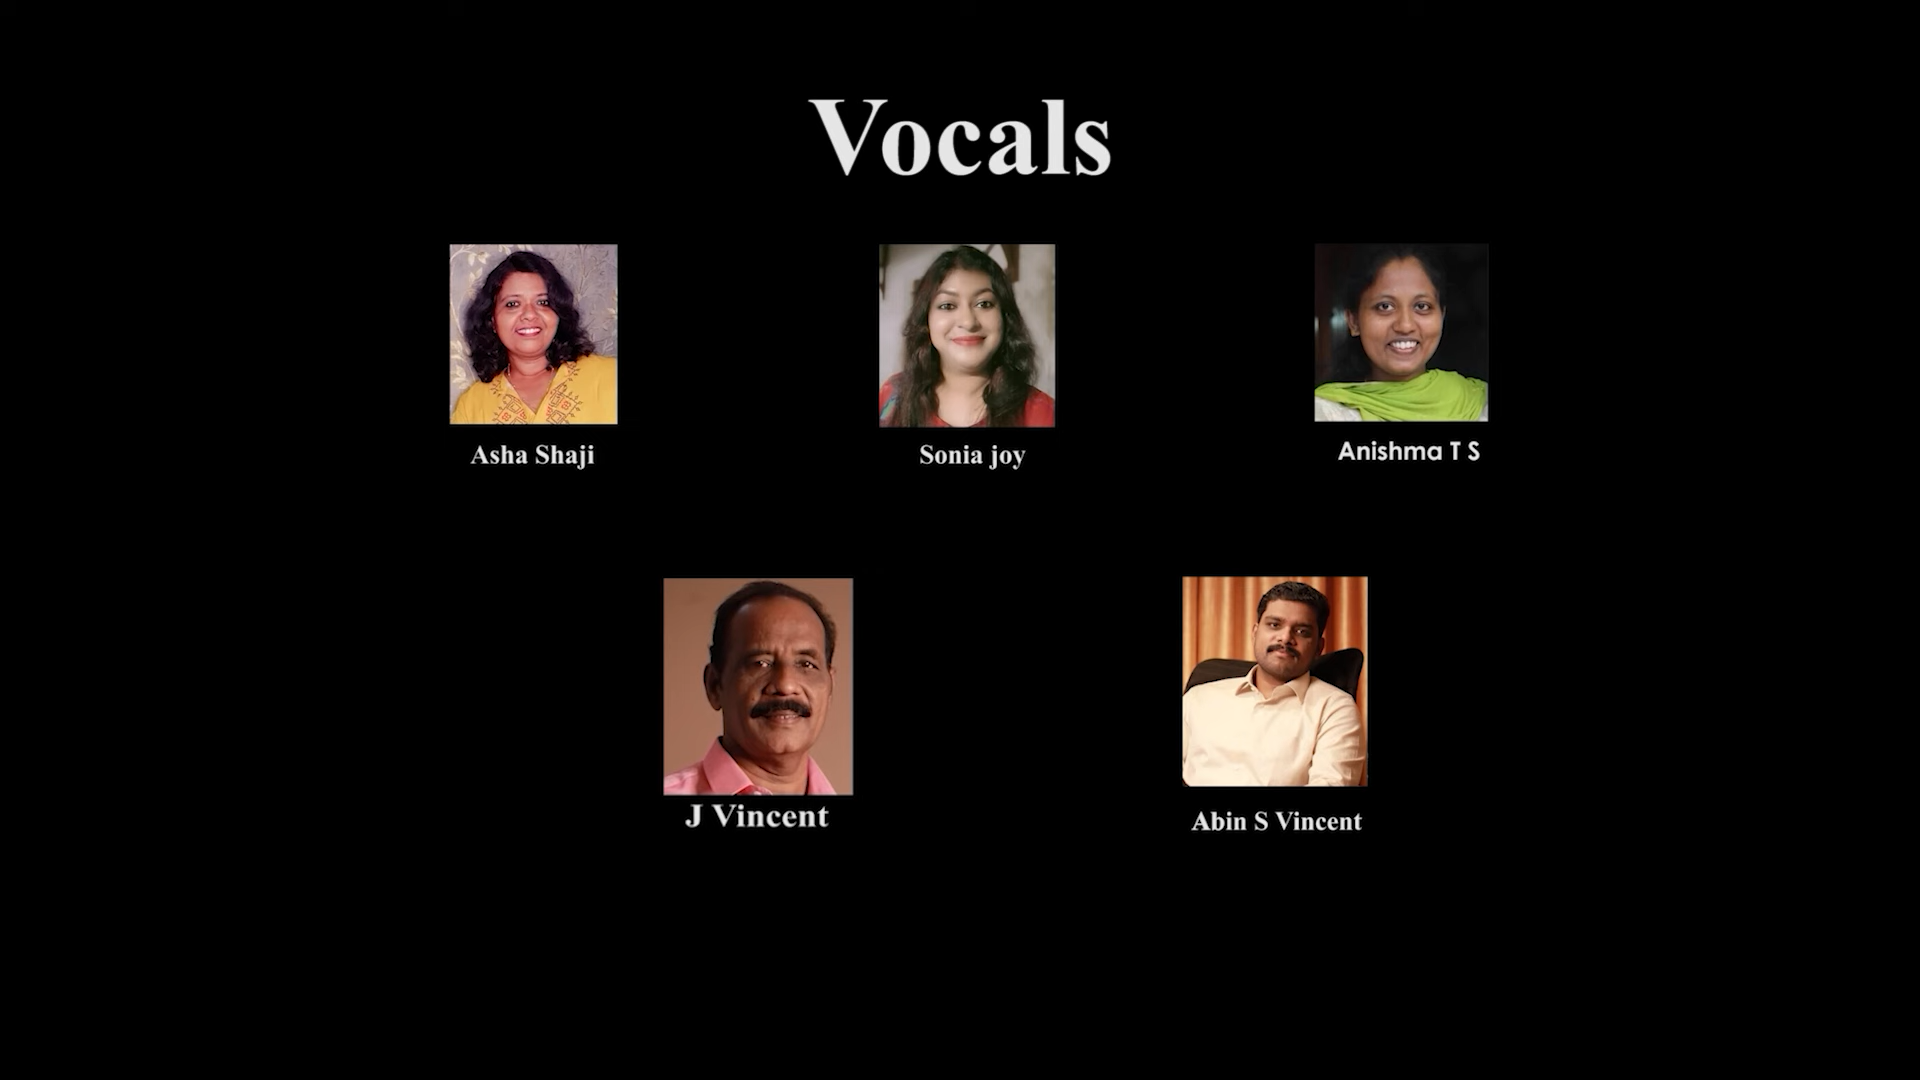 Vocals
Asha Shaji
Sonia joy
Anishma T S
J Vincent
Abin S Vincent